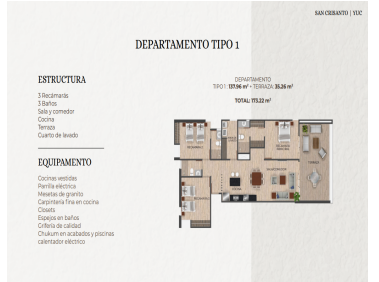 SAN CRISANTO | YUC
DEPARTAMENTO TIPO 1
ESTRUCTURA
3 Recámaras
3 Baños
Sala y comedor
Cocina
Terraza
Cuarto de lavado
EQUIPAMENTO
Cocinas vestidas
Parrilla eléctrica
Mesetas de granito
Carpintería fina en cocina
Closets
Espejos en baños
Grifería de calidad
Chukum en acabados y piscinas
calentador eléctrico
DEPARTAMENTO
TIPO 1: 137.96 m² + TERRAZA: 35.26 m²
TOTAL: 173.22 m²